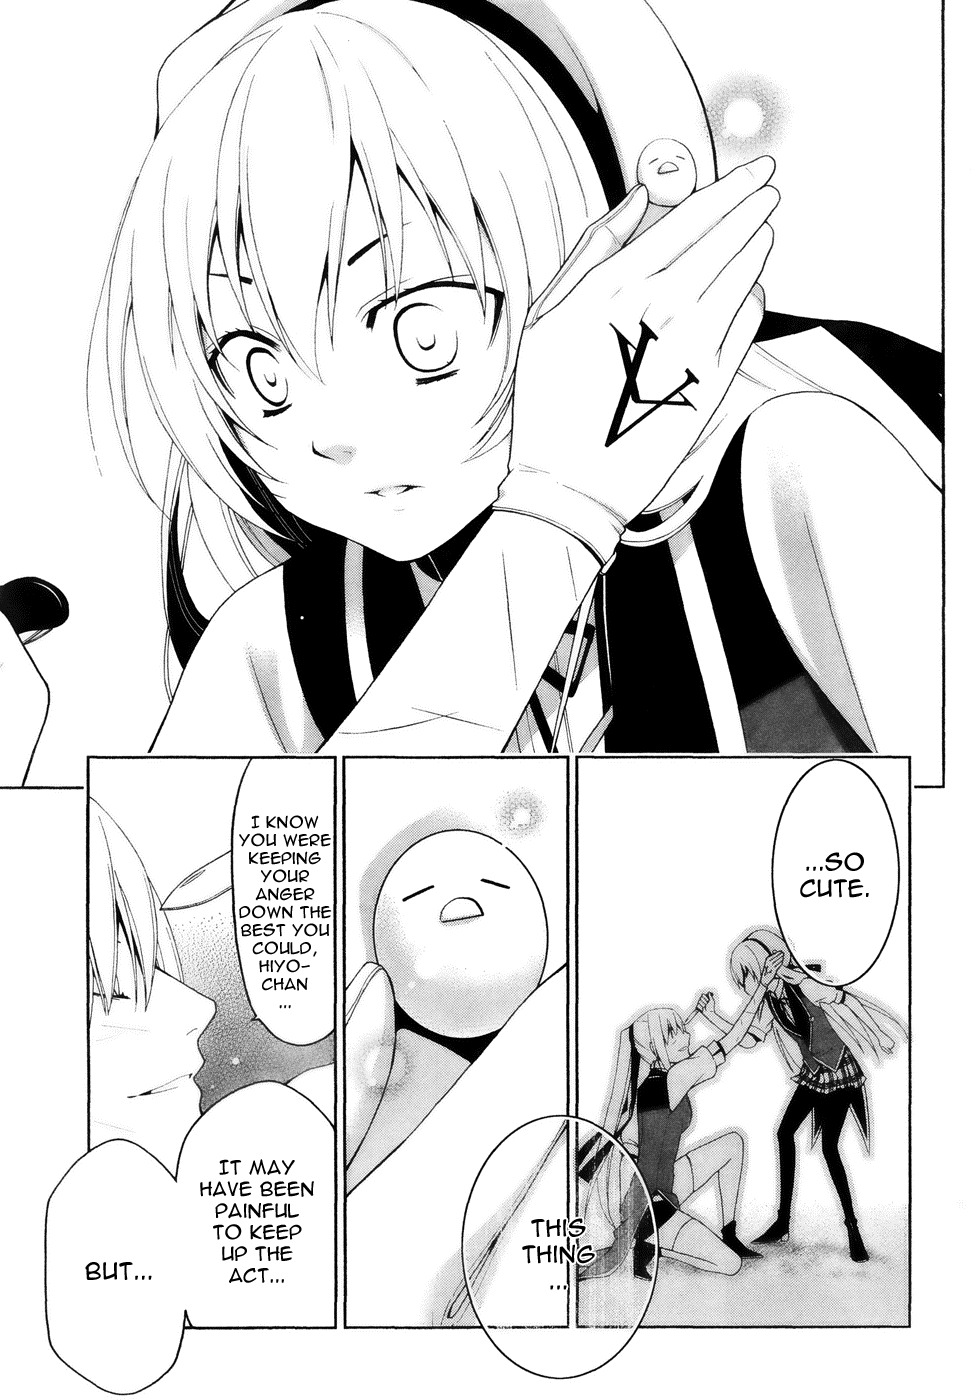 ...SO
CUTE.
THIS
THING
...
I KNOW
YOU WERE
KEEPING
YOUR
ANGER
DOWN THE
BEST YOU
COULD,
HIYO-
CHAN
...
IT MAY
HAVE BEEN
PAINFUL
TO KEEP
UP THE
ACT...
BUT...